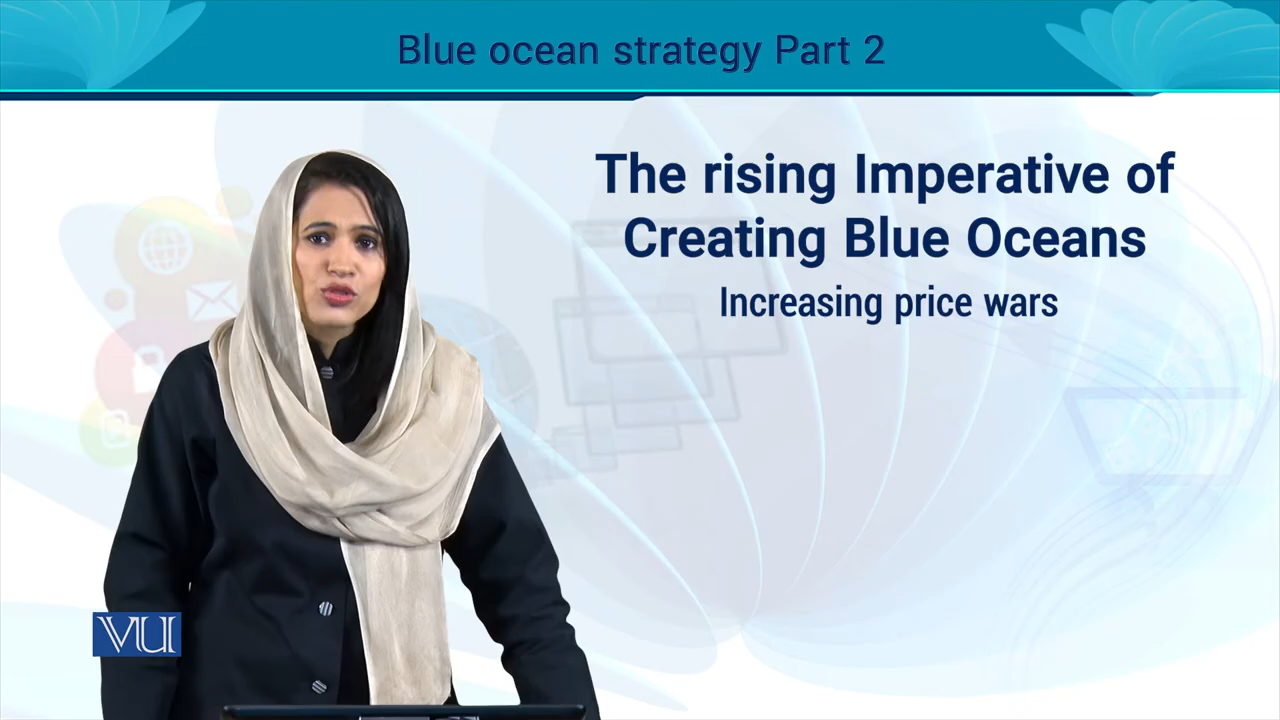 Blue ocean strategy Part 2
The rising Imperative of
Creating Blue Oceans
Increasing price wars
VU